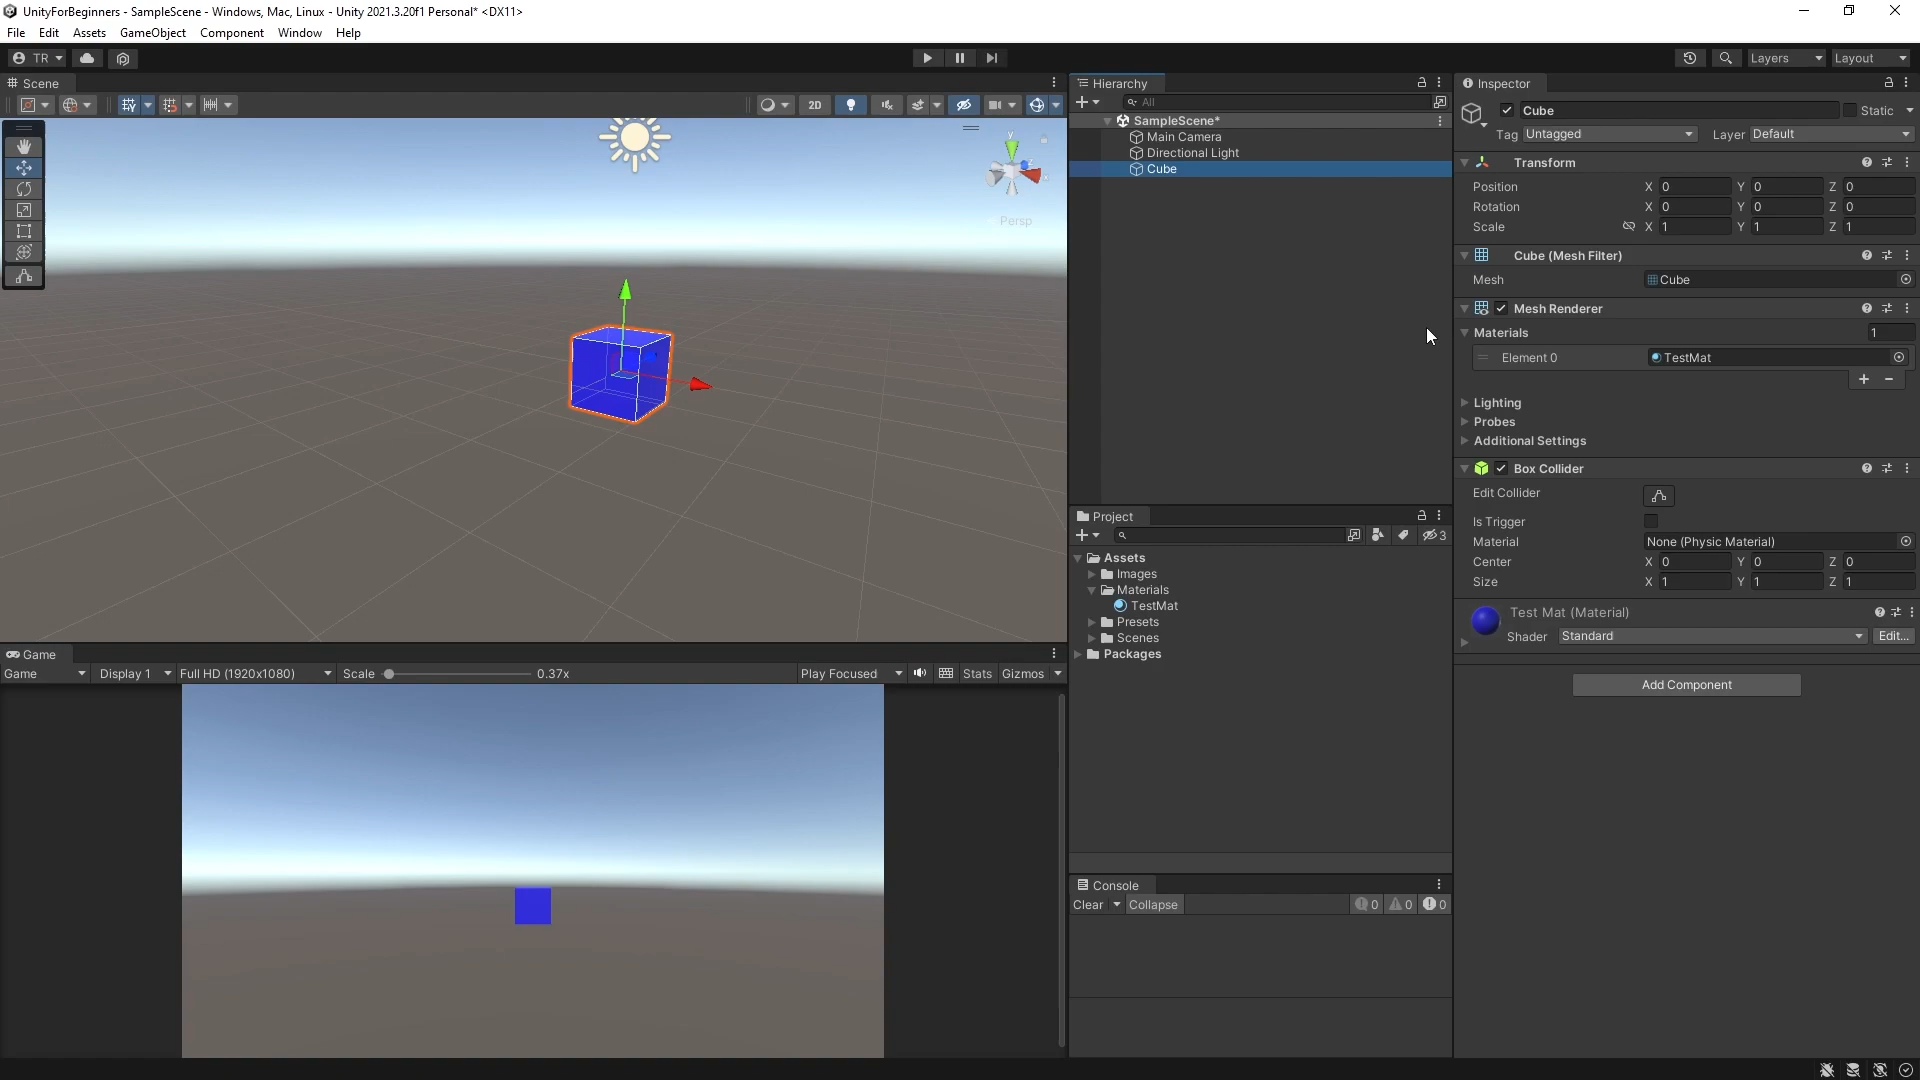 UnityForBeginners - SampleScene - Windows, Mac, Linux - Unity 2021.3.20f1 Personal* <DX11>
File Edit Assets GameObject Component Window Help
TR
Layers
Layout
Scene
2D
y
z
Persp
Hierarchy
All
SampleScene*
Main Camera
Directional Light
Cube
Project
3
Assets
Images
Materials
TestMat
Presets
Scenes
Packages
Console
Clear Collapse 0 0 0
Game
Game Display 1 Full HD (1920x1080) Scale 0.37x Play Focused Stats Gizmos
Inspector
Cube Static
Tag Untagged Layer Default
Transform
Position X 0 Y 0 Z 0
Rotation X 0 Y 0 Z 0
Scale X 1 Y 1 Z 1
Cube (Mesh Filter)
Mesh Cube
Mesh Renderer
Materials 1
Element 0 TestMat
Lighting
Probes
Additional Settings
Box Collider
Edit Collider
Is Trigger
Material None (Physic Material)
Center X 0 Y 0 Z 0
Size X 1 Y 1 Z 1
Test Mat (Material)
Shader Standard Edit...
Add Component